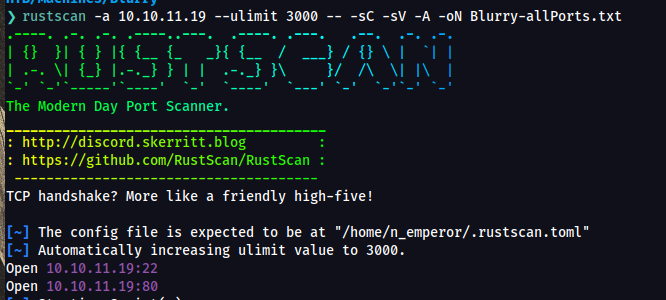 HTB/Machines/Blurry
❯ rustscan -a 10.10.11.19 --ulimit 3000 -- -sC -sV -A -oN Blurry-allPorts.txt
.----. .-. .-. .----..---.  .----. .---.   .--.  .-. .-.
| {}  }| { } |{ {__ {_   _}{ {__  /  ___} / {} \ |  `| |
| .-. \| {_} |.-._} } | |  .-._} }\     }/  /\  \| |\  |
`-' `-'`-----'`----'  `-'  `----'  `---' `-'  `-'`-' `-'
The Modern Day Port Scanner.
________________________________________
: http://discord.skerritt.blog         :
: https://github.com/RustScan/RustScan :
 --------------------------------------
TCP handshake? More like a friendly high-five!
[~] The config file is expected to be at "/home/n_emperor/.rustscan.toml"
[~] Automatically increasing ulimit value to 3000.
Open 10.10.11.19:22
Open 10.10.11.19:80
[~] Starting Script(s)